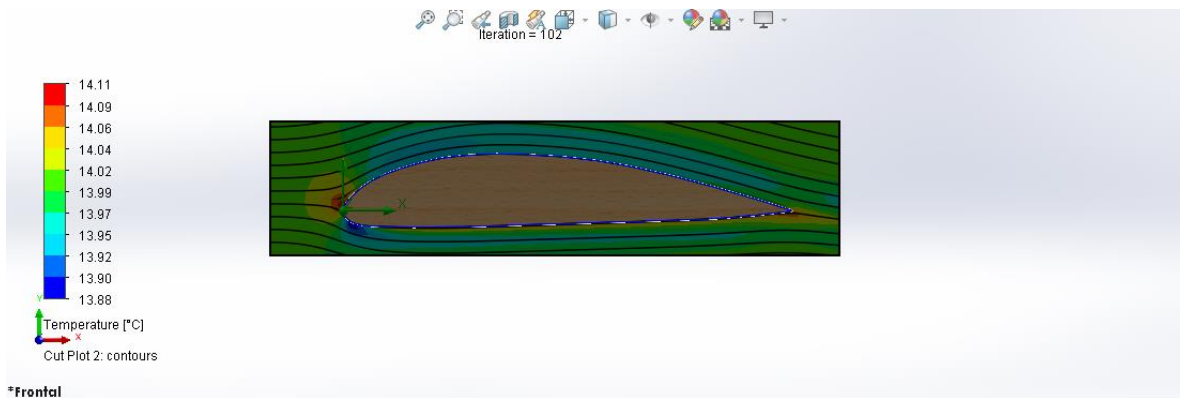 Iteration = 102
14.11
14.09
14.06
14.04
14.02
13.99
13.97
13.95
13.92
13.90
13.88
Y
X
X
Temperature [°C]
Cut Plot 2: contours
*Frontal